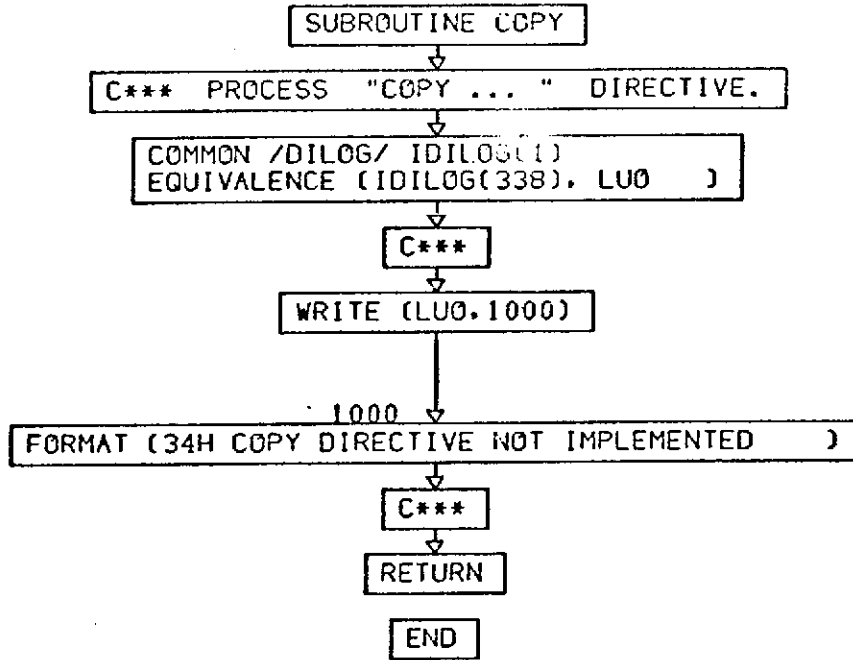 SUBROUTINE COPY
C*** PROCESS "COPY ... " DIRECTIVE.
COMMON /DILOG/ IDILOG(1)
EQUIVALENCE (IDILOG(338), LUO )
C***
WRITE (LUO,1000)
1000
FORMAT (34H COPY DIRECTIVE NOT IMPLEMENTED )
C***
RETURN
END